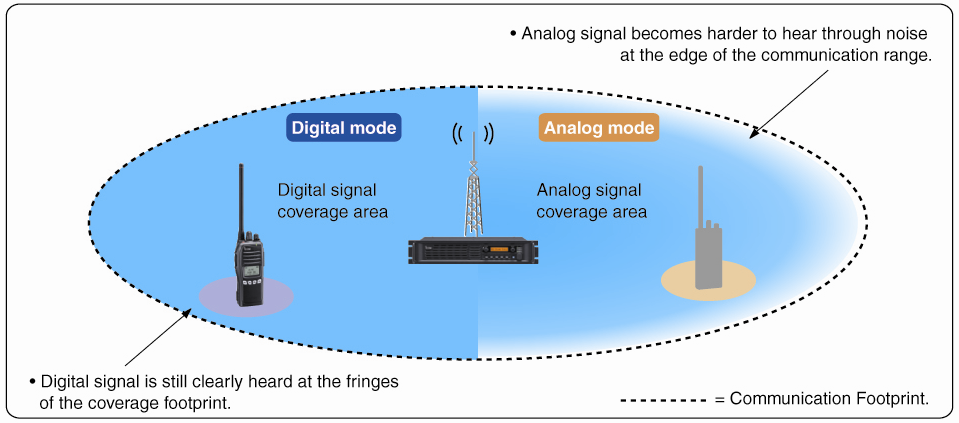 • Analog signal becomes harder to hear through noise
at the edge of the communication range.
Digital mode
Analog mode
Digital signal
coverage area
Analog signal
coverage area
• Digital signal is still clearly heard at the fringes
of the coverage footprint.
= Communication Footprint.